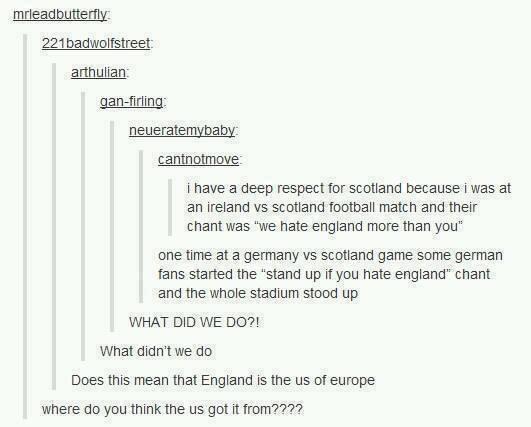 mrleadbutterfly:
221badwolfstreet:
arthulian:
gan-firling:
neueratemybaby:
cantnotmove:
i have a deep respect for scotland because i was at
an ireland vs scotland football match and their
chant was “we hate england more than you”
one time at a germany vs scotland game some german
fans started the “stand up if you hate england” chant
and the whole stadium stood up
WHAT DID WE DO?!
What didn’t we do
Does this mean that England is the us of europe
where do you think the us got it from????